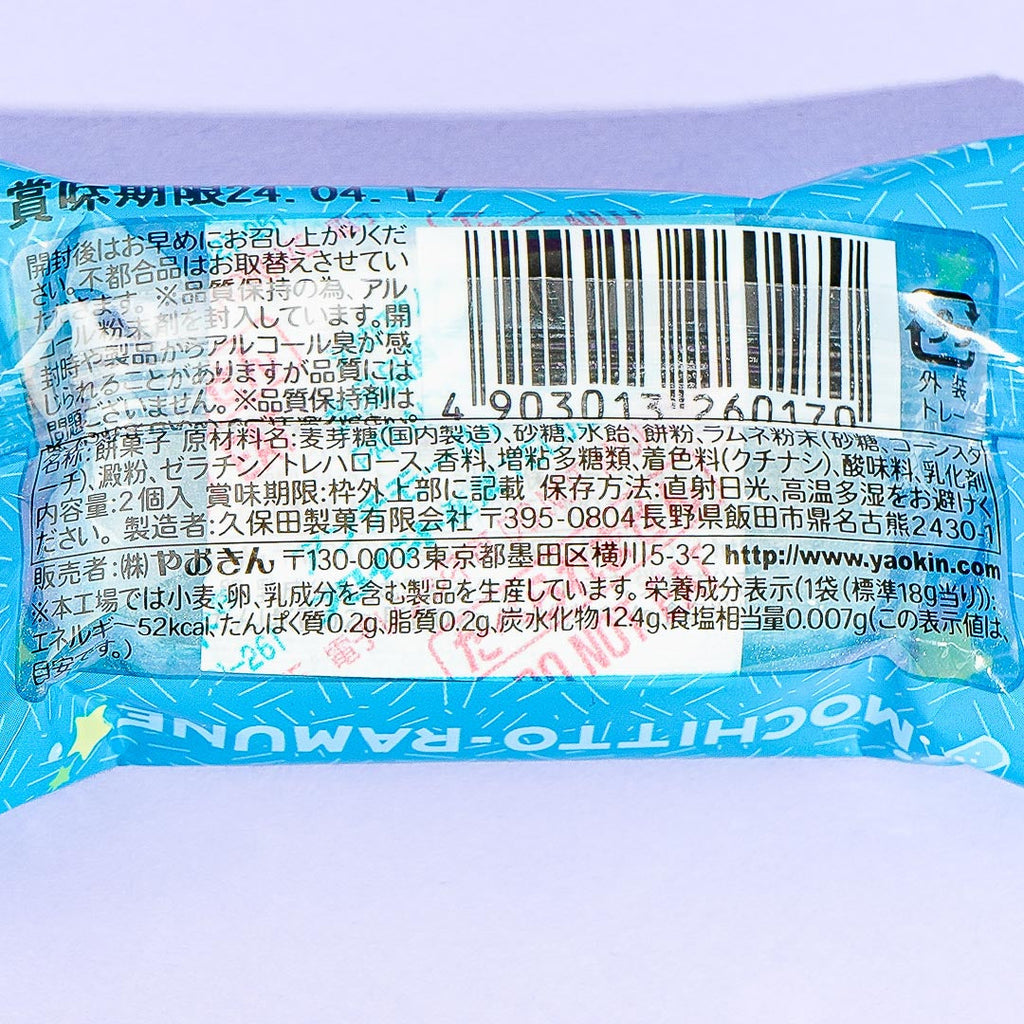 賞味期限24.04.17
開封後はお早めにお召し上がりくだ
さい。不都合品はお取替えさせてい
だきます。※品質保持の為、アル
コール粉末剤を封入しています。開
封時や製品からアルコール臭が感
じられることがありますが品質には
問題ございません。※品質保持剤は
4 903013 260170
外装
トレー
名称:餅菓子 原材料名:麦芽糖(国内製造)、砂糖、水飴、餅粉、ラムネ粉末(砂糖、コーンスタ
ーチ)、澱粉、ゼラチン/トレハロース、香料、増粘多糖類、着色料(クチナシ)、酸味料、乳化剤
内容量:2個入 賞味期限:枠外上部に記載 保存方法:直射日光、高温多湿をお避けく
ださい。製造者:久保田製菓有限会社 〒395-0804長野県飯田市鼎名古熊2430-1
販売者:(株)やおきん 〒130-0003東京都墨田区横川5-3-2 http://www.yaokin.com
※本工場では小麦、卵、乳成分を含む製品を生産しています。栄養成分表示(1袋(標準18g当り)):
エネルギー52kcal、たんぱく質0.2g、脂質0.2g、炭水化物12.4g、食塩相当量0.007g(この表示値は、
目安です。)
DO NOT
MOCHITTO-RAMUNE